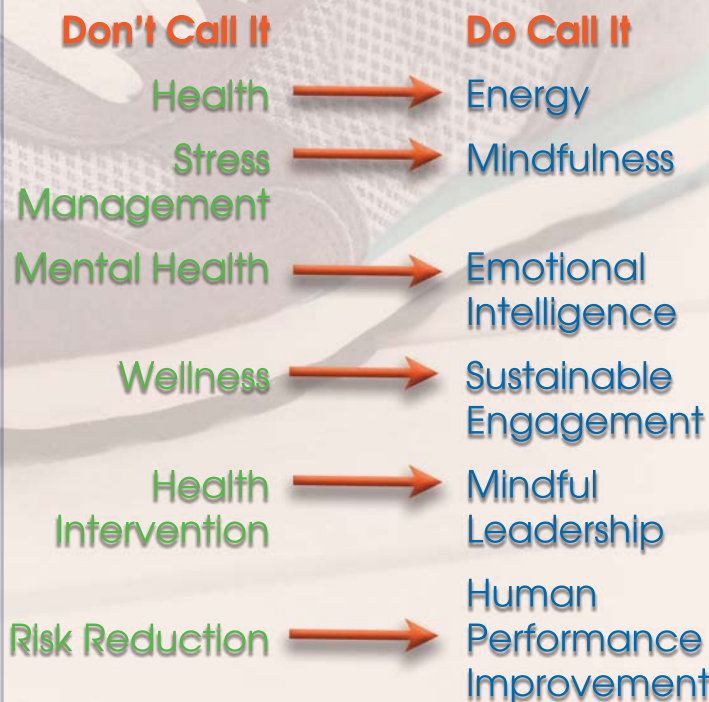 Don't Call It Do Call It
Health Energy
Stress Mindfulness
Management
Mental Health Emotional
Intelligence
Wellness Sustainable
Engagement
Health Mindful
Intervention Leadership
Human
Risk Reduction Performance
Improvement